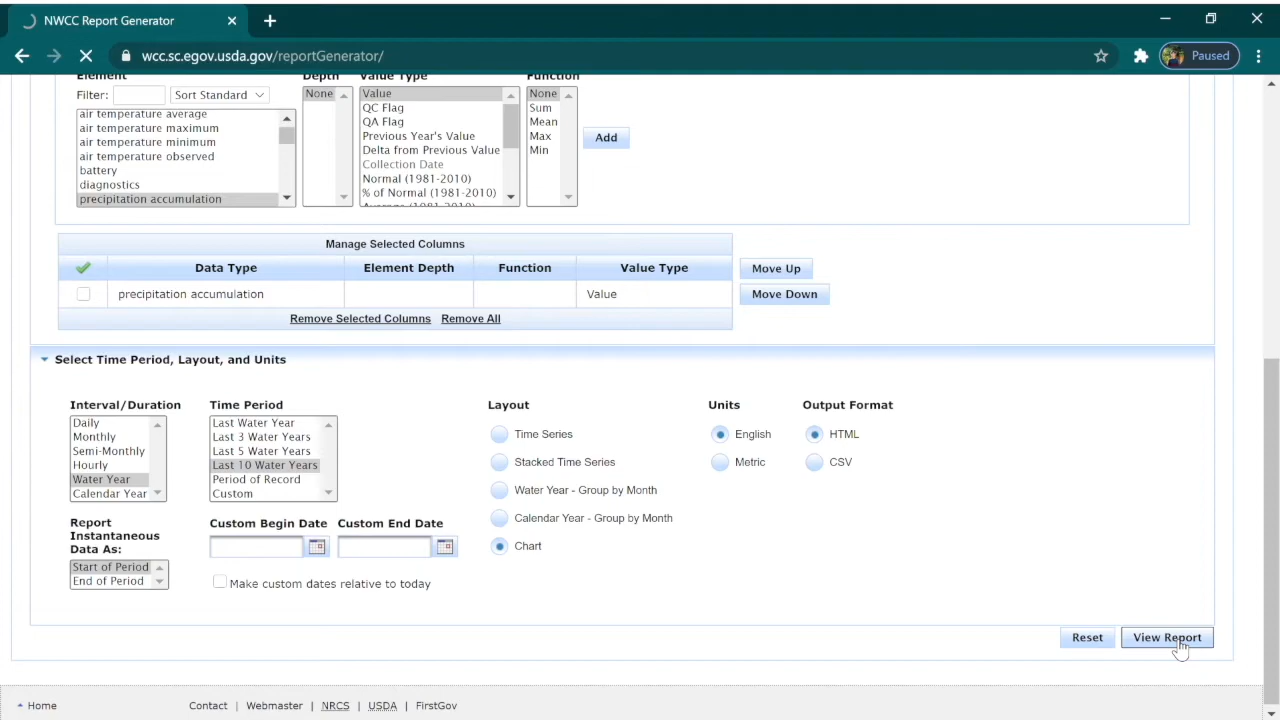 NWCC Report Generator
wcc.sc.egov.usda.gov/reportGenerator/
Paused
Element
Depth
Value Type
Function
Filter:
Sort Standard
air temperature average
air temperature maximum
air temperature minimum
air temperature observed
battery
diagnostics
precipitation accumulation
None
Value
QC Flag
QA Flag
Previous Year's Value
Delta from Previous Value
Collection Date
Normal (1981-2010)
% of Normal (1981-2010)
Average (1981-2010)
None
Sum
Mean
Max
Min
Add
Manage Selected Columns
Data Type Element Depth Function Value Type
precipitation accumulation Value
Remove Selected Columns Remove All
Move Up
Move Down
Select Time Period, Layout, and Units
Interval/Duration
Daily
Monthly
Semi-Monthly
Hourly
Water Year
Calendar Year
Time Period
Last Water Year
Last 3 Water Years
Last 5 Water Years
Last 10 Water Years
Period of Record
Custom
Layout
Time Series
Stacked Time Series
Water Year - Group by Month
Calendar Year - Group by Month
Chart
Units
English
Metric
Output Format
HTML
CSV
Report
Instantaneous
Data As:
Start of Period
End of Period
Custom Begin Date Custom End Date
Make custom dates relative to today
Reset
View Report
Home
Contact | Webmaster | NRCS | USDA | FirstGov